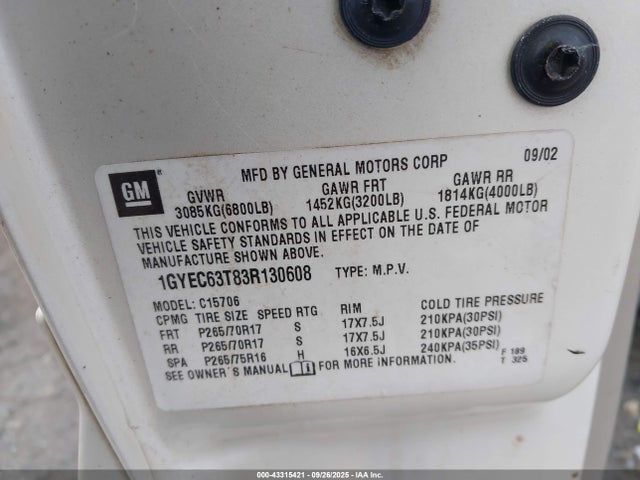 GM
MFD BY GENERAL MOTORS CORP 09/02
GVWR GAWR FRT GAWR RR
3085KG(6800LB) 1452KG(3200LB) 1814KG(4000LB)
THIS VEHICLE CONFORMS TO ALL APPLICABLE U.S. FEDERAL MOTOR
VEHICLE SAFETY STANDARDS IN EFFECT ON THE DATE OF
MANUFACTURE SHOWN ABOVE.
1GYEC63T83R130608 TYPE: M.P.V.
MODEL: C15706
CPMG TIRE SIZE SPEED RTG RIM COLD TIRE PRESSURE
FRT P265/70R17 S 17X7.5J 210KPA(30PSI)
RR P265/70R17 S 17X7.5J 210KPA(30PSI)
SPA P265/75R16 H 16X6.5J 240KPA(35PSI)
SEE OWNER'S MANUAL FOR MORE INFORMATION.
F 189
T 325
000-43315421 - 09/26/2025 - IAA Inc.